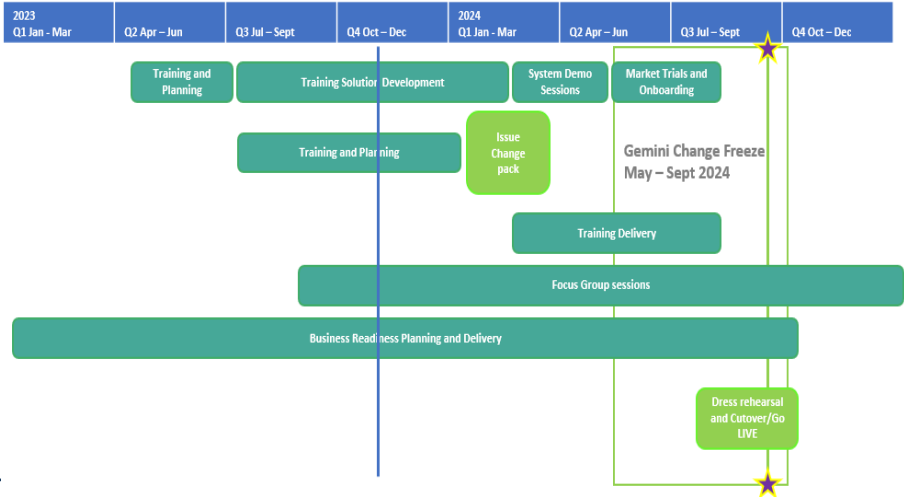 2023
Q1 Jan - Mar
Q2 Apr – Jun
Q3 Jul – Sept
Q4 Oct – Dec
2024
Q1 Jan - Mar
Q2 Apr – Jun
Q3 Jul – Sept
Q4 Oct – Dec
Training and
Planning
Training Solution Development
System Demo
Sessions
Market Trials and
Onboarding
Training and Planning
Issue
Change
pack
Gemini Change Freeze
May – Sept 2024
Training Delivery
Focus Group sessions
Business Readiness Planning and Delivery
Dress rehearsal
and Cutover/Go
LIVE